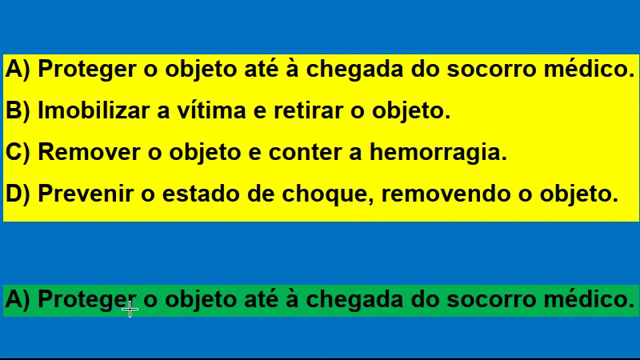 A) Proteger o objeto até à chegada do socorro médico.
B) Imobilizar a vítima e retirar o objeto.
C) Remover o objeto e conter a hemorragia.
D) Prevenir o estado de choque, removendo o objeto.
A) Proteger o objeto até à chegada do socorro médico.